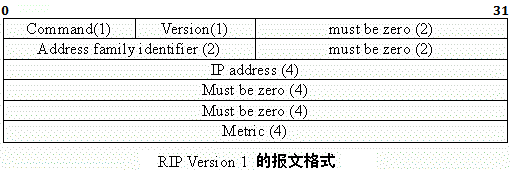 0 31
Command(1) Version(1) must be zero (2)
Address family identifier (2) must be zero (2)
IP address (4)
Must be zero (4)
Must be zero (4)
Metric (4)
RIP Version 1 的报文格式